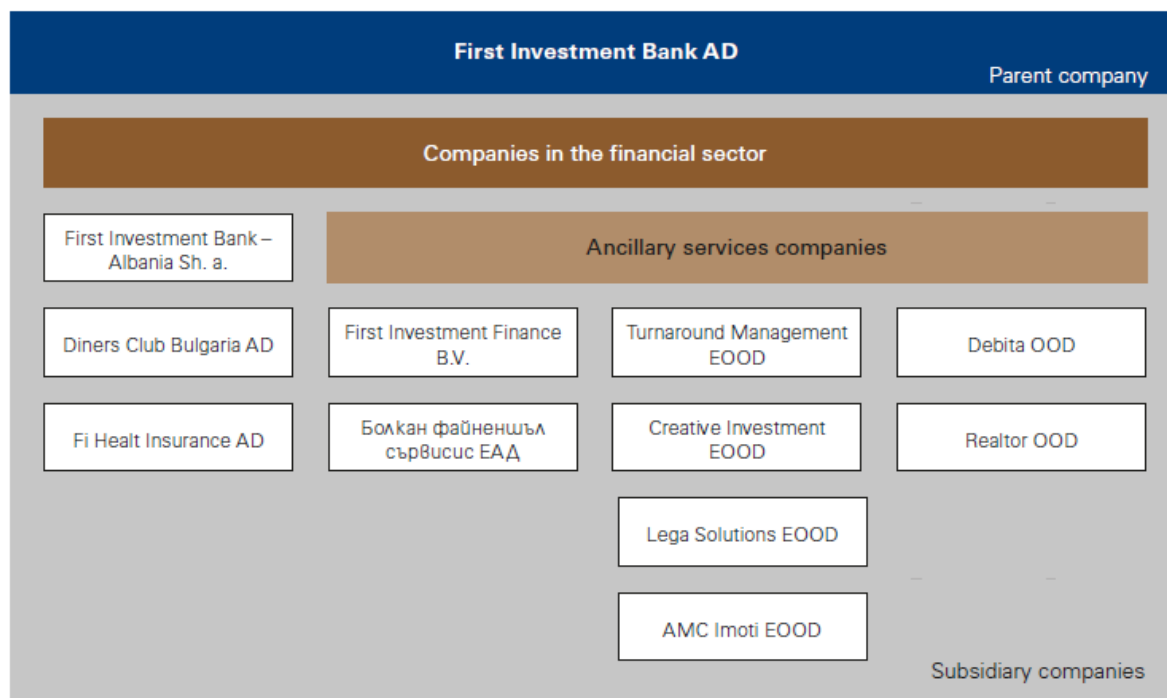 First Investment Bank AD
Parent company
Companies in the financial sector
First Investment Bank –
Albania Sh. a.
Ancillary services companies
Diners Club Bulgaria AD
First Investment Finance
B.V.
Turnaround Management
EOOD
Debita OOD
Fi Healt Insurance AD
Болкан файненшъл
сървисис ЕАД
Creative Investment
EOOD
Realtor OOD
Lega Solutions EOOD
AMC Imoti EOOD
Subsidiary companies